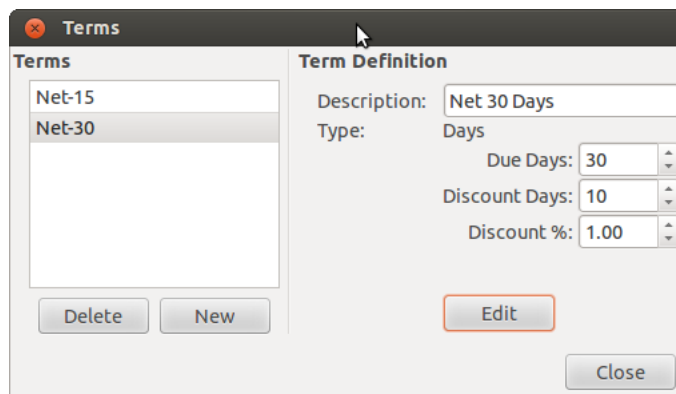 Terms
Terms
Net-15
Net-30
Delete New
Term Definition
Description: Net 30 Days
Type: Days
Due Days: 30
Discount Days: 10
Discount %: 1.00
Edit
Close